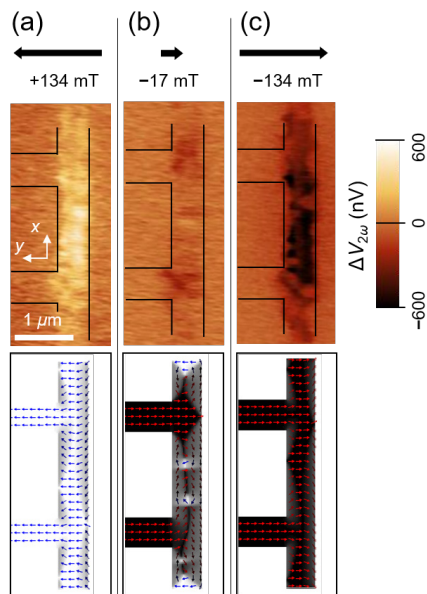 (a) (b) (c)
+134 mT −17 mT −134 mT
x
y
1 μm
600
0
−600
ΔV2ω (nV)